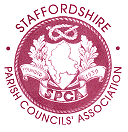 STAFFORDSHIRE
PARISH COUNCILS' ASSOCIATION
SPCA